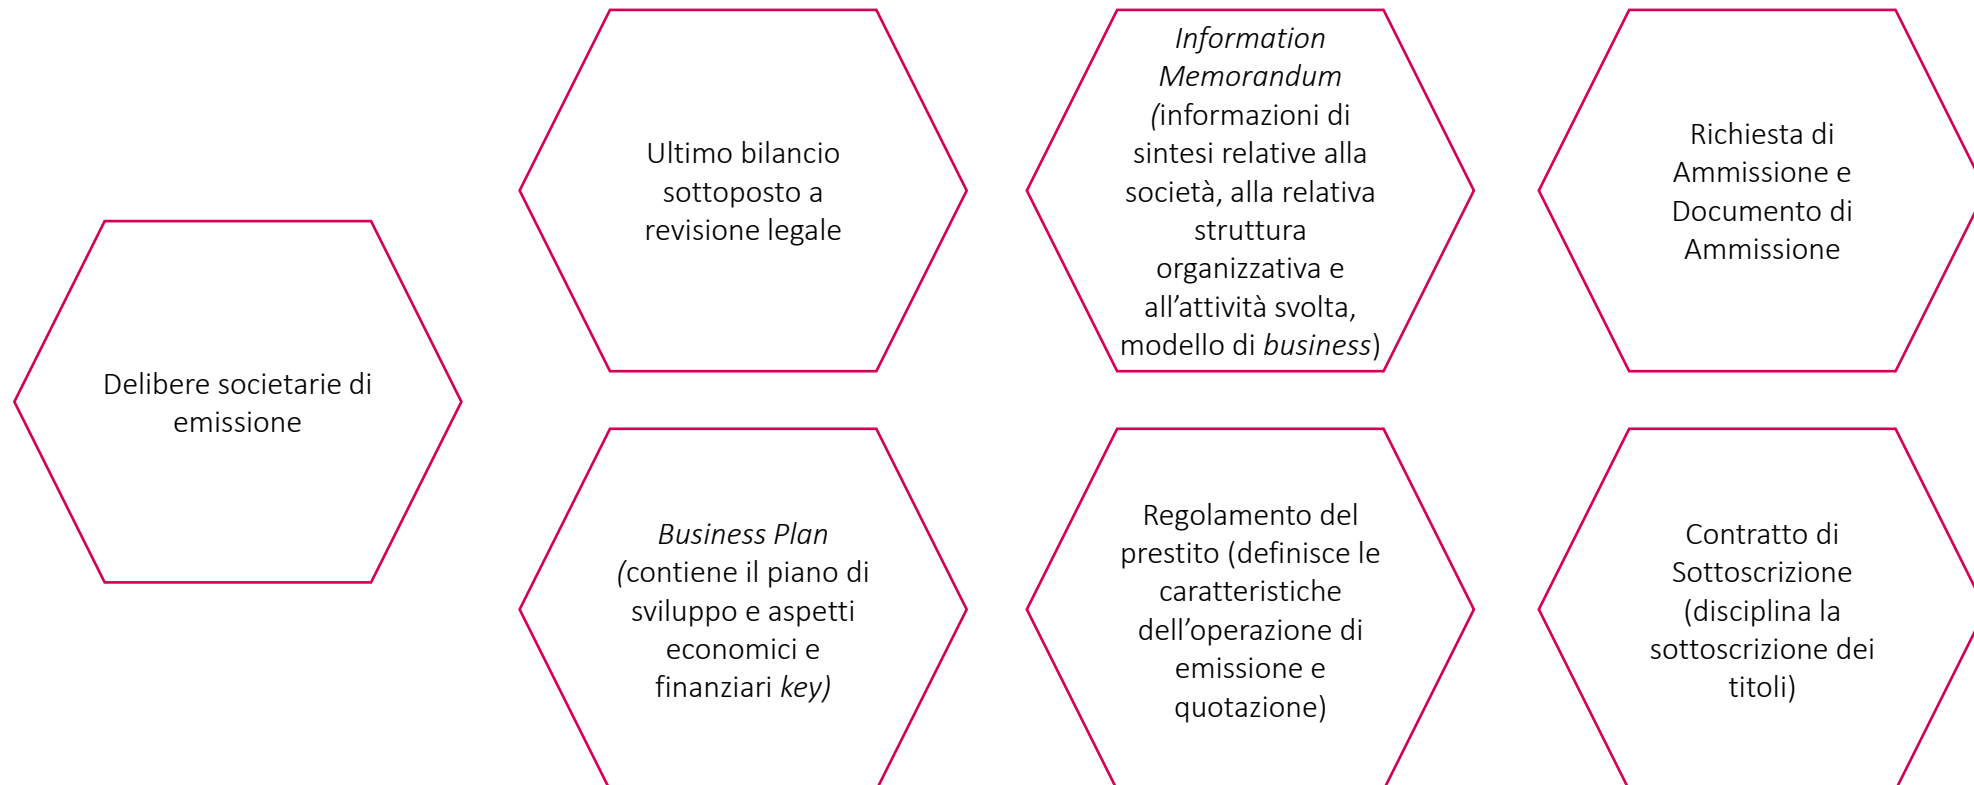 Delibere societarie di
emissione
Ultimo bilancio
sottoposto a
revisione legale
Information
Memorandum
(informazioni di
sintesi relative alla
società, alla relativa
struttura
organizzativa e
all’attività svolta,
modello di business)
Richiesta di
Ammissione e
Documento di
Ammissione
Business Plan
(contiene il piano di
sviluppo e aspetti
economici e
finanziari key)
Regolamento del
prestito (definisce le
caratteristiche
dell’operazione di
emissione e
quotazione)
Contratto di
Sottoscrizione
(disciplina la
sottoscrizione dei
titoli)